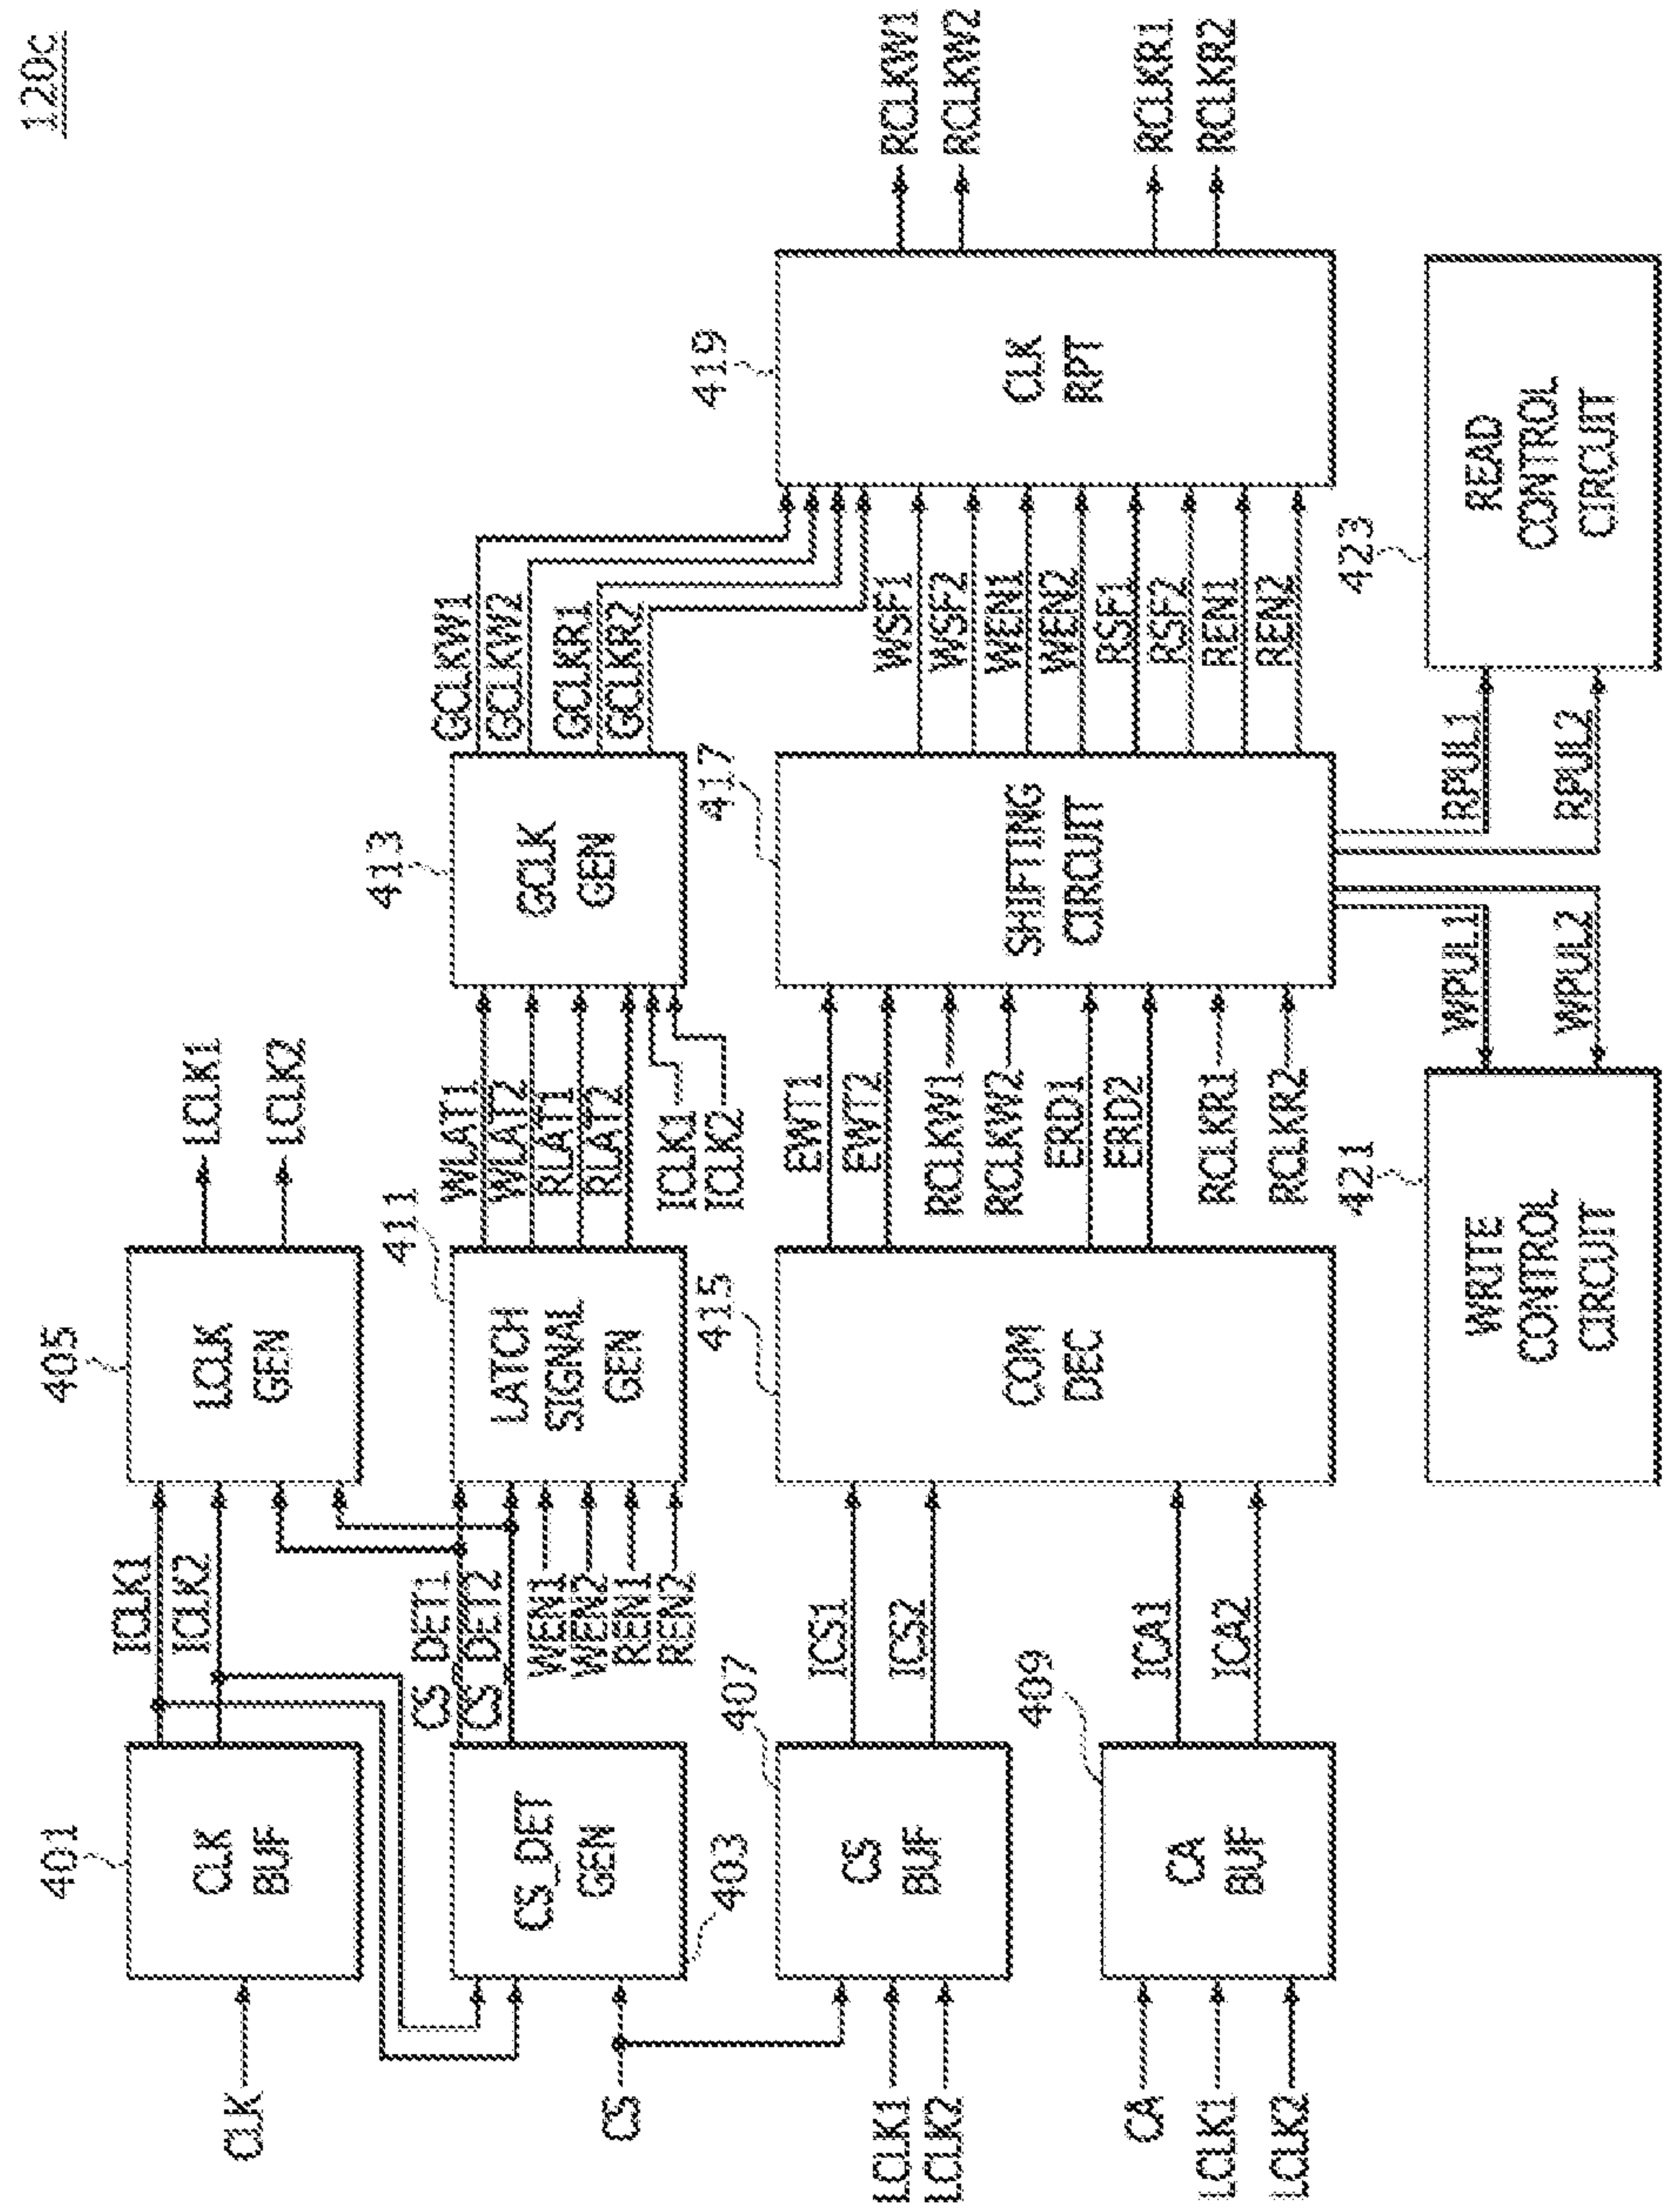 120c
401
CLK
BUF
CLK
ICLK1
ICLK2
405
LCLK
GEN
LCLK1
LCLK2
CS_DET
GEN
403
CS
CS_DET1
CS_DET2
WEN1
WEN2
REN1
REN2
411
LATCH
SIGNAL
GEN
WLAT1
WLAT2
RLAT1
RLAT2
ICLK1
ICLK2
413
GCLK
GEN
GCLKW1
GCLKW2
GCLKR1
GCLKR2
407
CS
BUF
LCLK1
LCLK2
ICS1
ICS2
409
CA
BUF
CA
LCLK1
LCLK2
ICA1
ICA2
415
COM
DEC
EWT1
EWT2
RCLKW1
RCLKW2
ERD1
ERD2
RCLKR1
RCLKR2
417
SHIFTING
CIRCUIT
WSF1
WSF2
WEN1
WEN2
RSF1
RSF2
REN1
REN2
419
CLK
RPT
RCLKW1
RCLKW2
RCLKR1
RCLKR2
421
WRITE
CONTROL
CIRCUIT
WPUL1
WPUL2
RPUL1
RPUL2
423
READ
CONTROL
CIRCUIT